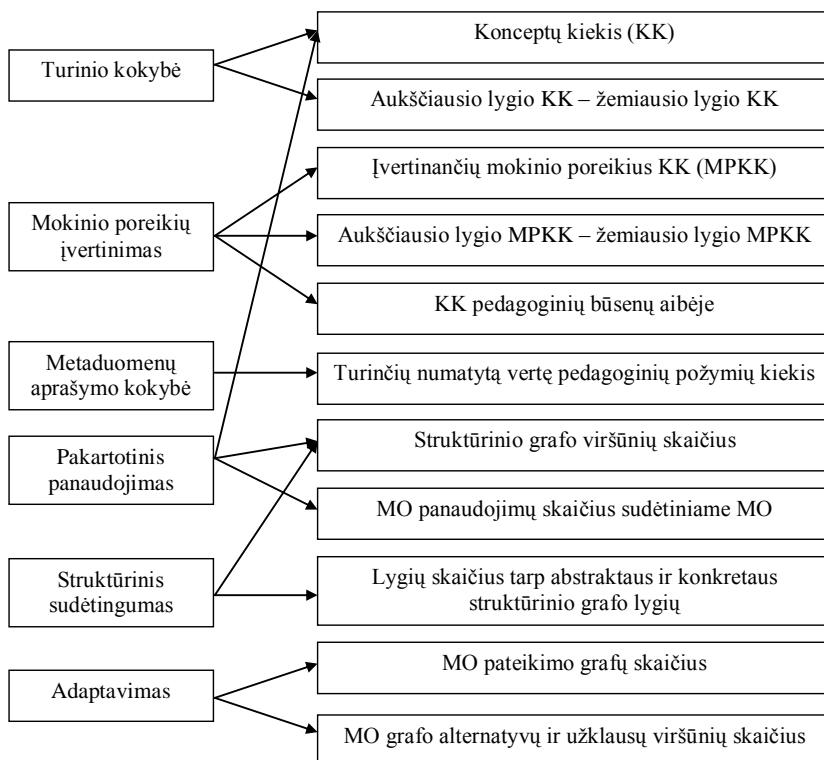 Turinio kokybė
Mokinio poreikių
įvertinimas
Metaduomenų
aprašymo kokybė
Pakartotinis
panaudojimas
Struktūrinis
sudėtingumas
Adaptavimas
Konceptų kiekis (KK)
Aukščiausio lygio KK – žemiausio lygio KK
Įvertinančių mokinio poreikius KK (MPKK)
Aukščiausio lygio MPKK – žemiausio lygio MPKK
KK pedagoginių būsenų aibėje
Turinčių numatytą vertę pedagoginių požymių kiekis
Struktūrinio grafo viršūnių skaičius
MO panaudojimų skaičius sudėtiniame MO
Lygių skaičius tarp abstraktaus ir konkretaus
struktūrinio grafo lygių
MO pateikimo grafų skaičius
MO grafo alternatyvų ir užklausų viršūnių skaičius